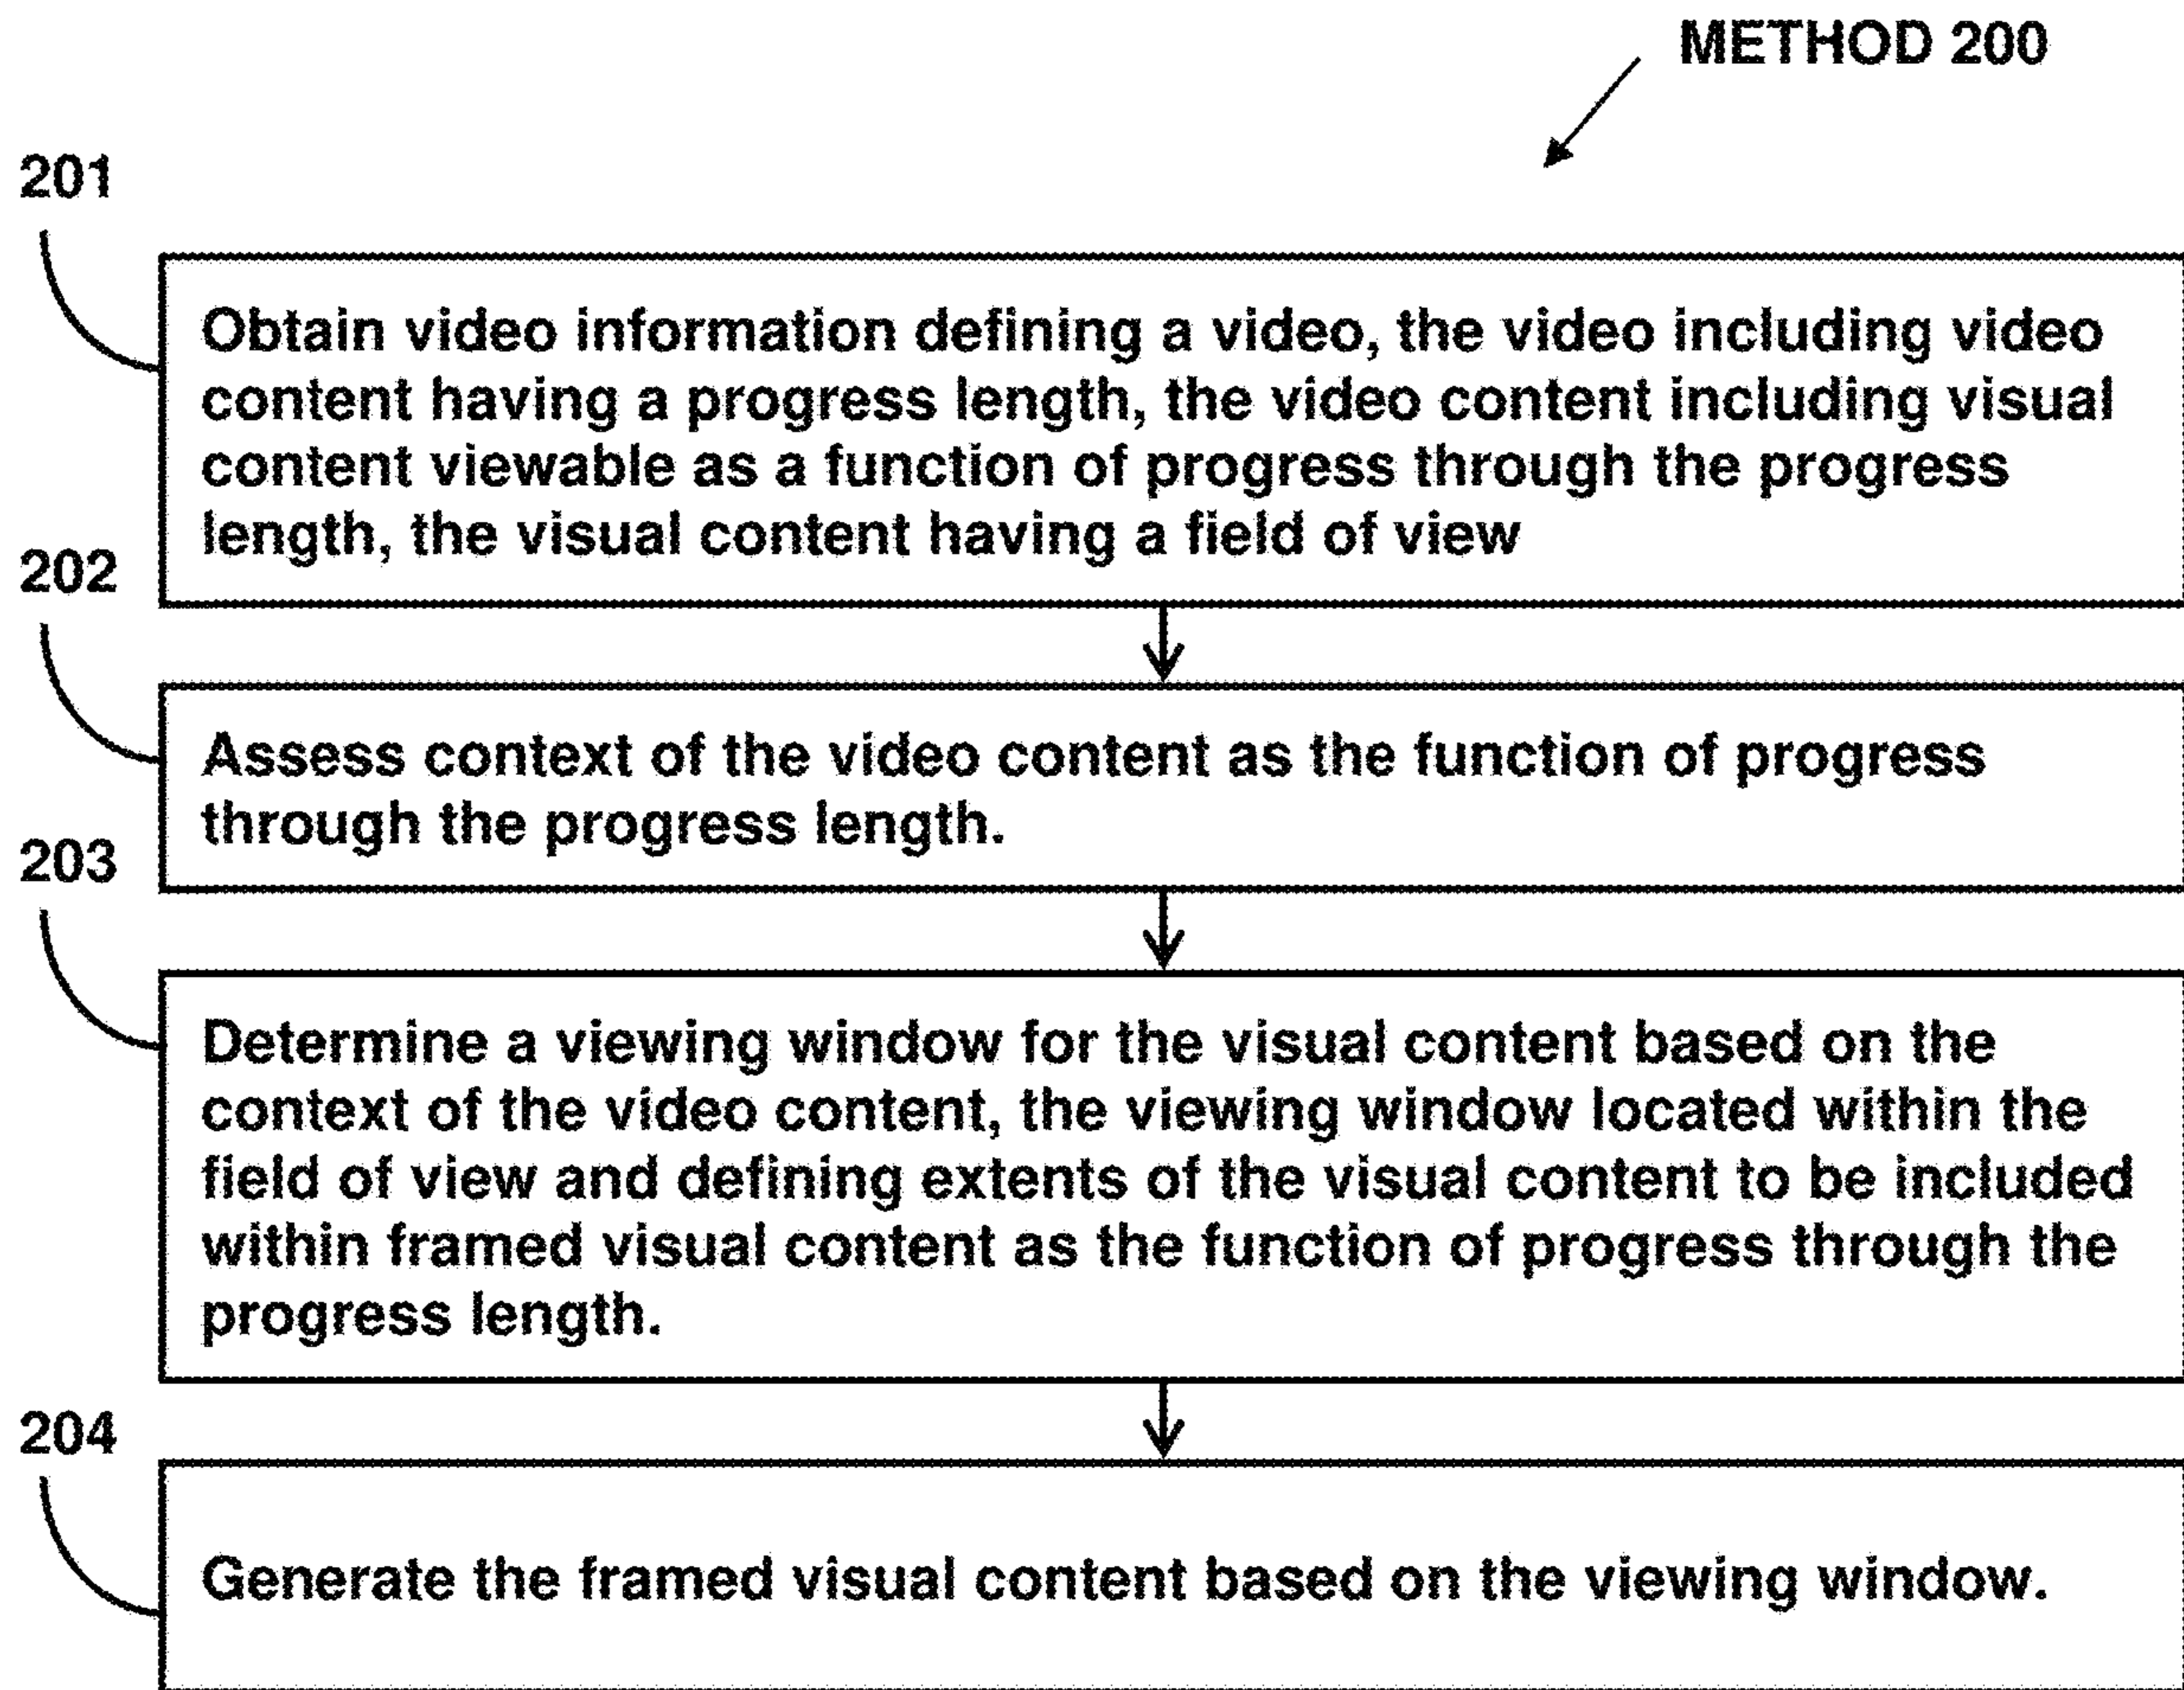 METHOD 200
201
Obtain video information defining a video, the video including video
content having a progress length, the video content including visual
content viewable as a function of progress through the progress
length, the visual content having a field of view
202
Assess context of the video content as the function of progress
through the progress length.
203
Determine a viewing window for the visual content based on the
context of the video content, the viewing window located within the
field of view and defining extents of the visual content to be included
within framed visual content as the function of progress through the
progress length.
204
Generate the framed visual content based on the viewing window.